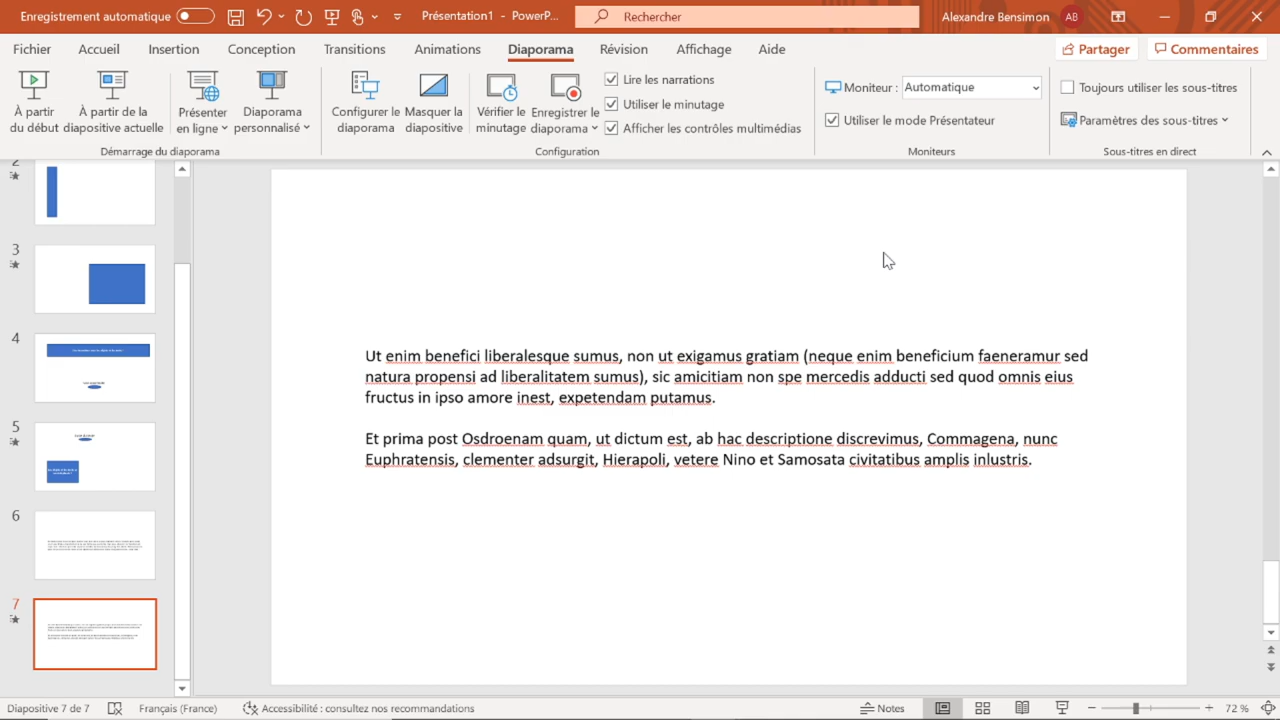 Enregistrement automatique
Présentation1 - PowerP...
Rechercher
Alexandre Bensimon
AB
Fichier
Accueil
Insertion
Conception
Transitions
Animations
Diaporama
Révision
Affichage
Aide
Partager
Commentaires
À partir du début
À partir de la diapositive actuelle
Présenter en ligne
Diaporama personnalisé
Démarrage du diaporama
Configurer le diaporama
Masquer la diapositive
Vérifier le minutage
Enregistrer le diaporama
Lire les narrations
Utiliser le minutage
Afficher les contrôles multimédias
Configuration
Moniteur :
Automatique
Utiliser le mode Présentateur
Moniteurs
Toujours utiliser les sous-titres
Paramètres des sous-titres
Sous-titres en direct
2
3
4
5
6
7
Ut enim benefici liberalesque sumus, non ut exigamus gratiam (neque enim beneficium faeneramur sed
natura propensi ad liberalitatem sumus), sic amicitiam non spe mercedis adducti sed quod omnis eius
fructus in ipso amore inest, expetendam putamus.
Et prima post Osdroenam quam, ut dictum est, ab hac descriptione discrevimus, Commagena, nunc
Euphratensis, clementer adsurgit, Hierapoli, vetere Nino et Samosata civitatibus amplis inlustris.
Diapositive 7 de 7
Français (France)
Accessibilité : consultez nos recommandations
Notes
72 %